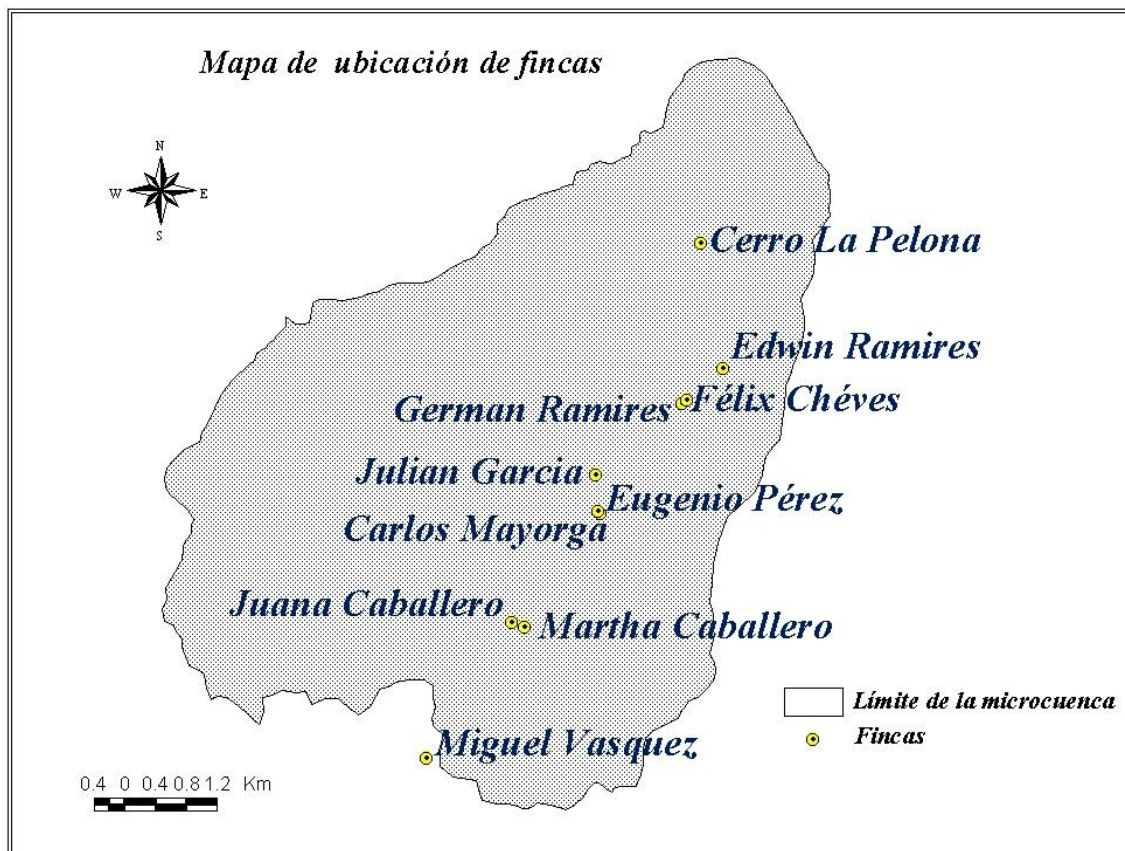 Mapa de ubicación de fincas
N
W E
S
Cerro La Pelona
Edwin Ramires
German Ramires
Félix Chéves
Julian Garcia
Eugenio Pérez
Carlos Mayorga
Juana Caballero
Martha Caballero
Límite de la microcuenca
Fincas
Miguel Vasquez
0.4 0 0.4 0.8 1.2 Km